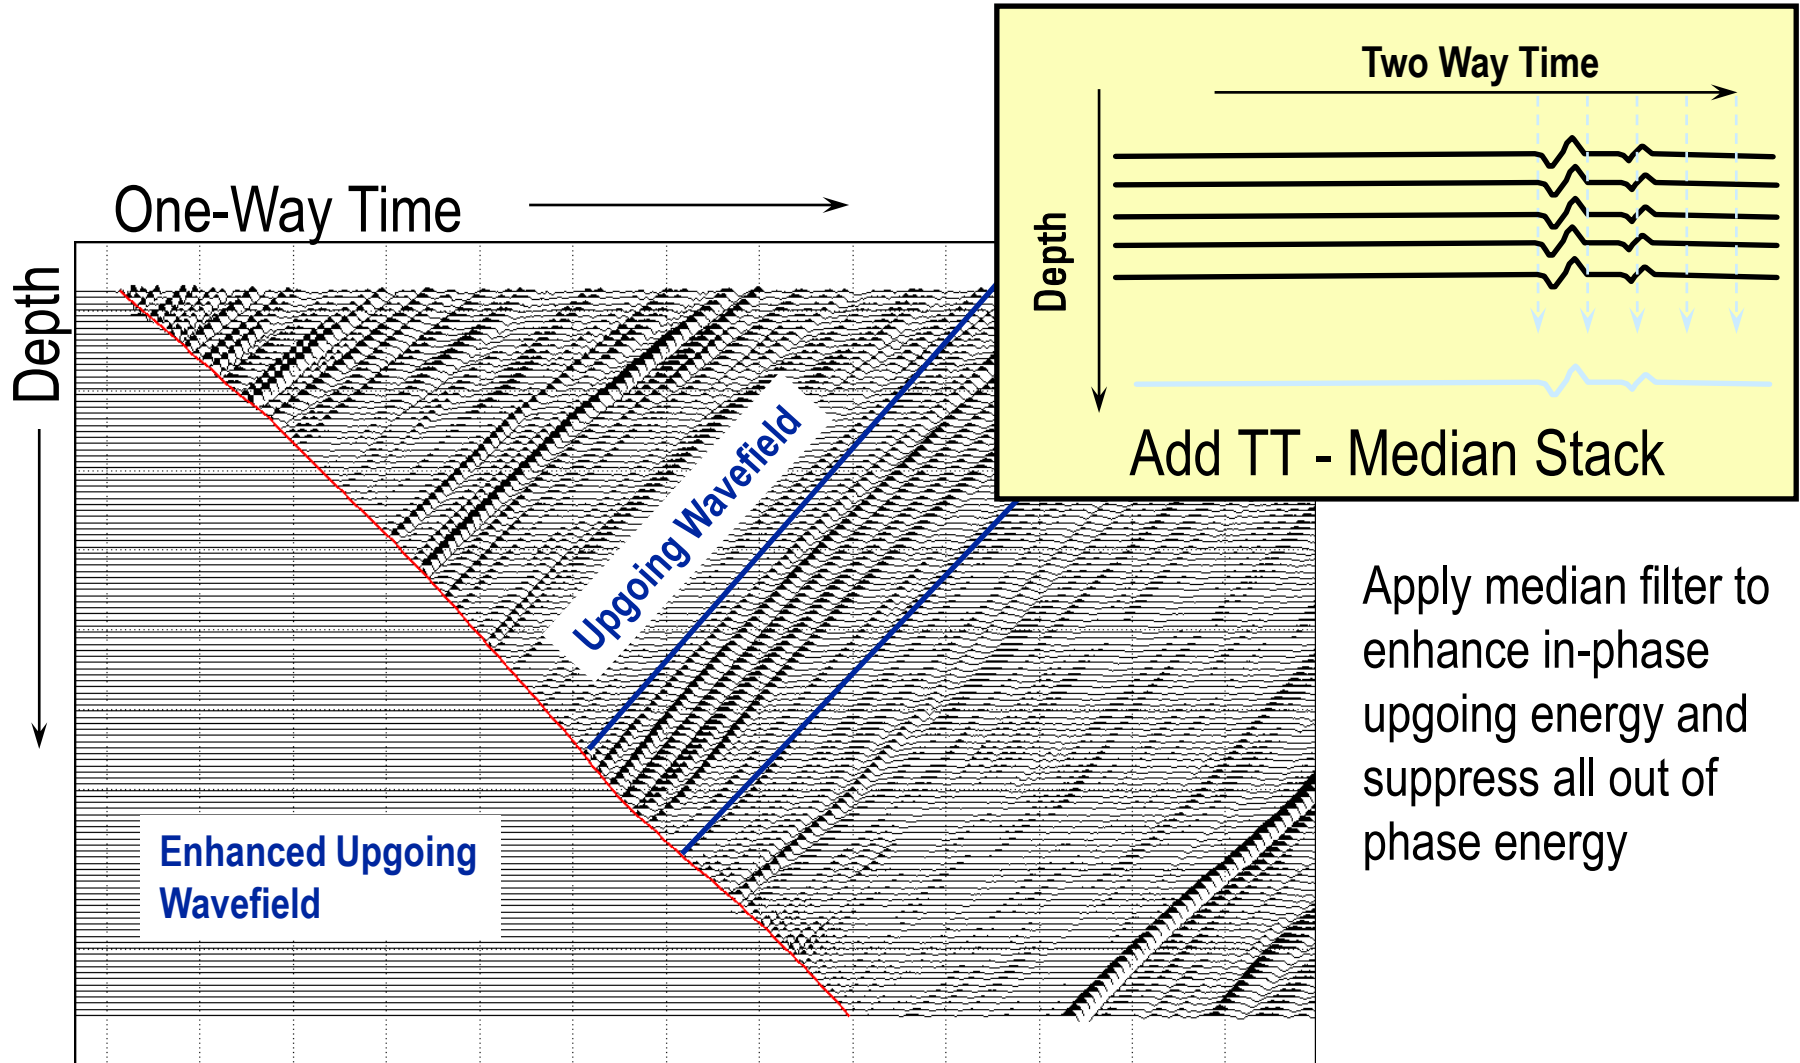 Two Way Time
Depth
Add TT - Median Stack
One-Way Time
Depth
Upgoing Wavefield
Enhanced Upgoing
Wavefield
Apply median filter to
enhance in-phase
upgoing energy and
suppress all out of
phase energy